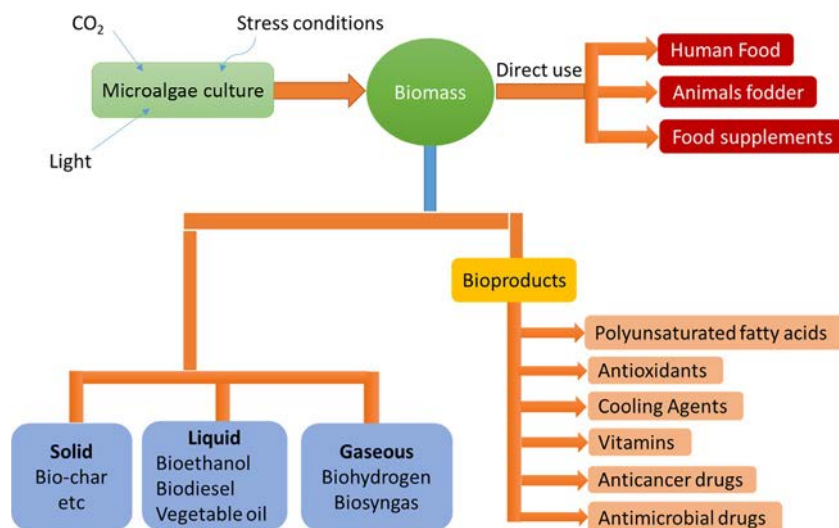 CO₂
Stress conditions
Microalgae culture
Light
Biomass
Direct use
Human Food
Animals fodder
Food supplements
Bioproducts
Polyunsaturated fatty acids
Antioxidants
Cooling Agents
Vitamins
Anticancer drugs
Antimicrobial drugs
Solid
Bio-char
etc
Liquid
Bioethanol
Biodiesel
Vegetable oil
Gaseous
Biohydrogen
Biosyngas